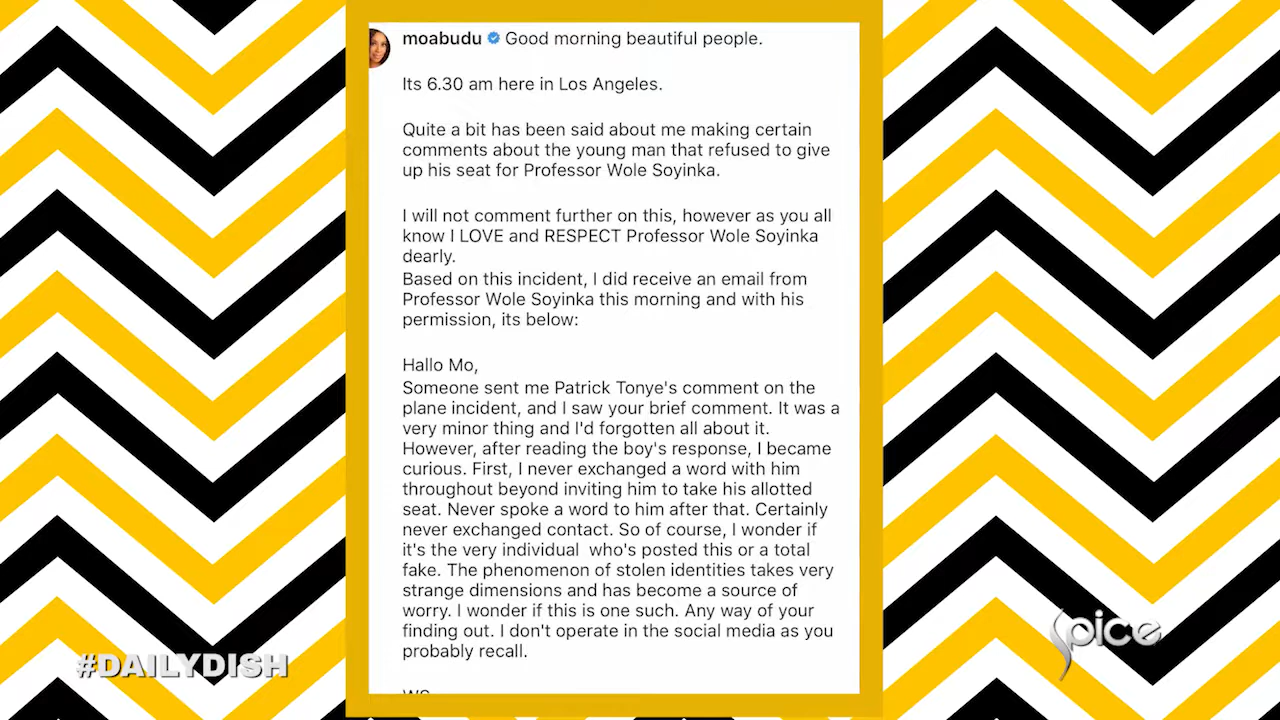 moabudu Good morning beautiful people.
Its 6.30 am here in Los Angeles.
Quite a bit has been said about me making certain
comments about the young man that refused to give
up his seat for Professor Wole Soyinka.
I will not comment further on this, however as you all
know I LOVE and RESPECT Professor Wole Soyinka
dearly.
Based on this incident, I did receive an email from
Professor Wole Soyinka this morning and with his
permission, its below:
Hallo Mo,
Someone sent me Patrick Tonye's comment on the
plane incident, and I saw your brief comment. It was a
very minor thing and I'd forgotten all about it.
However, after reading the boy's response, I became
curious. First, I never exchanged a word with him
throughout beyond inviting him to take his allotted
seat. Never spoke a word to him after that. Certainly
never exchanged contact. So of course, I wonder if
it's the very individual  who's posted this or a total
fake. The phenomenon of stolen identities takes very
strange dimensions and has become a source of
worry. I wonder if this is one such. Any way of your
finding out. I don't operate in the social media as you
probably recall.
#DAILYDISH
Spice